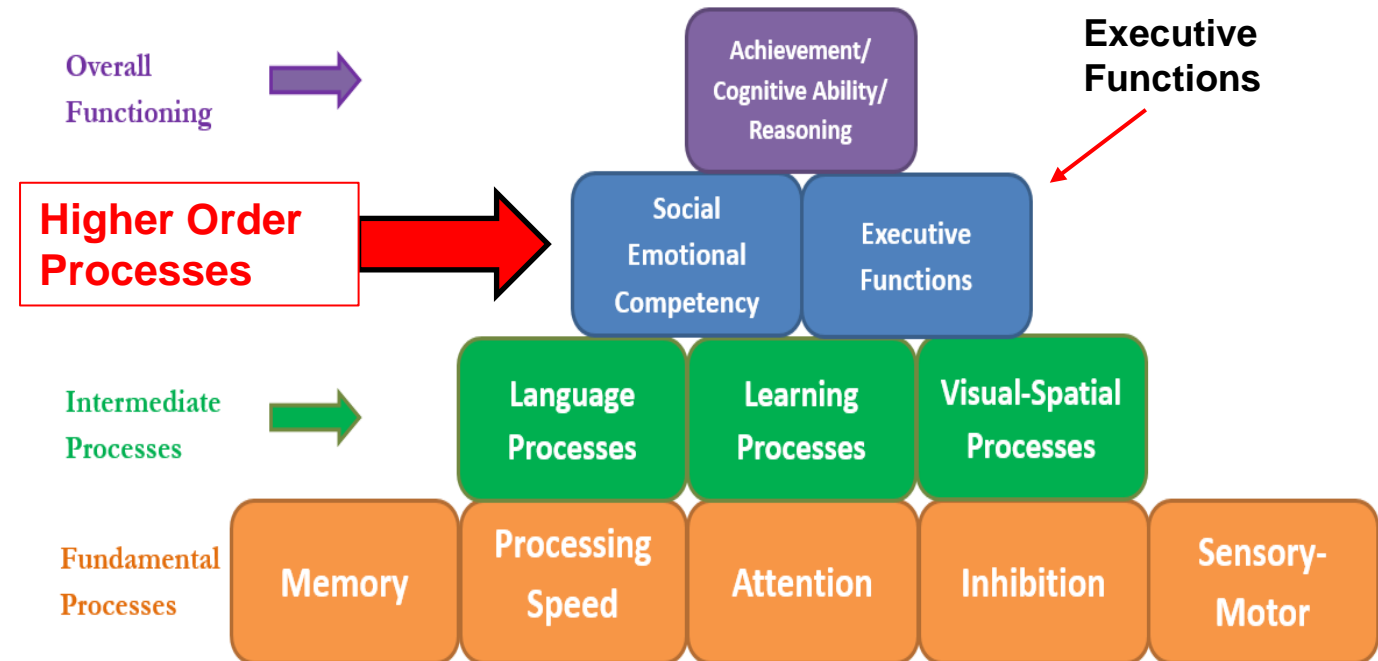 Overall
Functioning
Achievement/
Cognitive Ability/
Reasoning
Executive
Functions
Higher Order
Processes
Social
Emotional
Competency
Executive
Functions
Intermediate
Processes
Language
Processes
Learning
Processes
Visual-Spatial
Processes
Fundamental
Processes
Memory
Processing
Speed
Attention
Inhibition
Sensory-
Motor